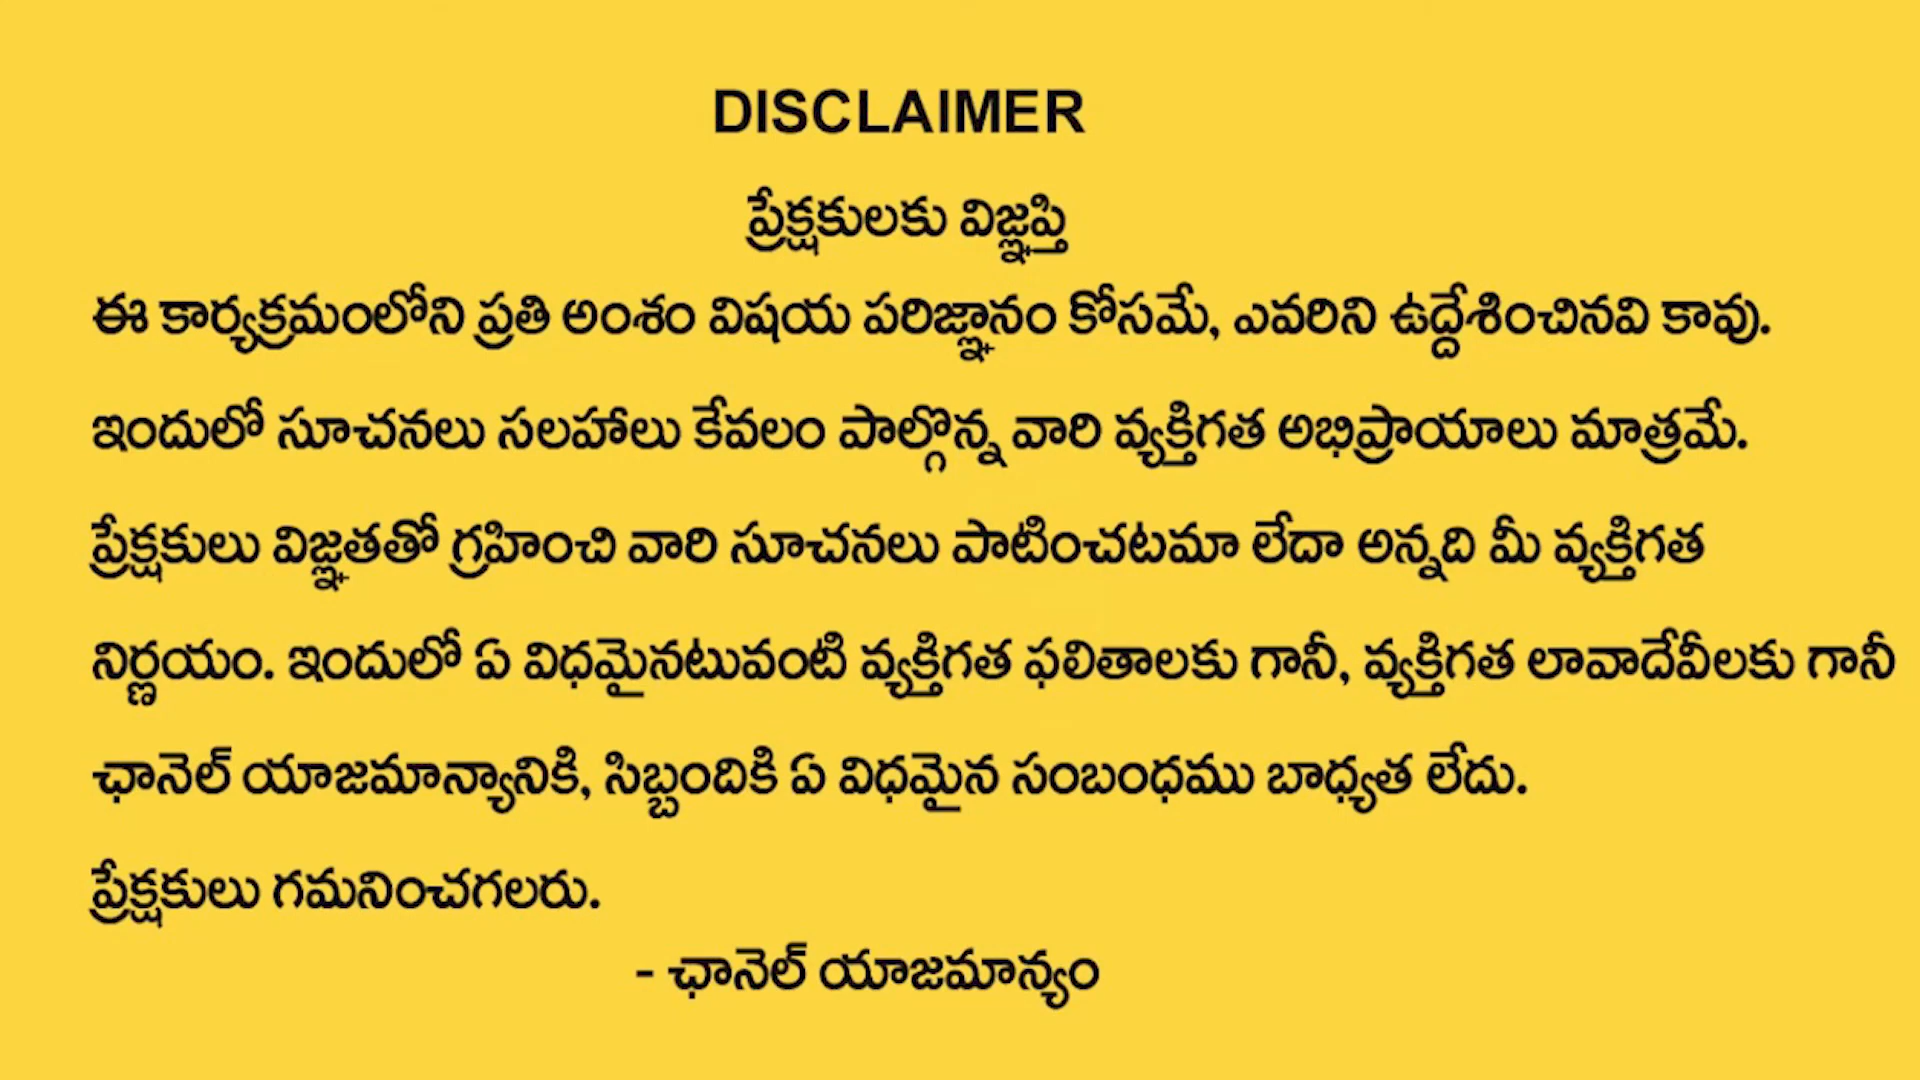 DISCLAIMER
ప్రేక్షకులకు విజ్ఞప్తి
ఈ కార్యక్రమంలోని ప్రతి అంశం విషయ పరిజ్ఞానం కోసమే, ఎవరిని ఉద్దేశించినవి కావు.
ఇందులో సూచనలు సలహాలు కేవలం పాల్గొన్న వారి వ్యక్తిగత అభిప్రాయాలు మాత్రమే.
ప్రేక్షకులు విజ్ఞతతో గ్రహించి వారి సూచనలు పాటించటమా లేదా అన్నది మీ వ్యక్తిగత
నిర్ణయం. ఇందులో ఏ విధమైనటువంటి వ్యక్తిగత ఫలితాలకు గానీ, వ్యక్తిగత లావాదేవీలకు గానీ
ఛానెల్ యాజమాన్యానికి, సిబ్బందికి ఏ విధమైన సంబంధము బాధ్యత లేదు.
ప్రేక్షకులు గమనించగలరు.
- ఛానెల్ యాజమాన్యం